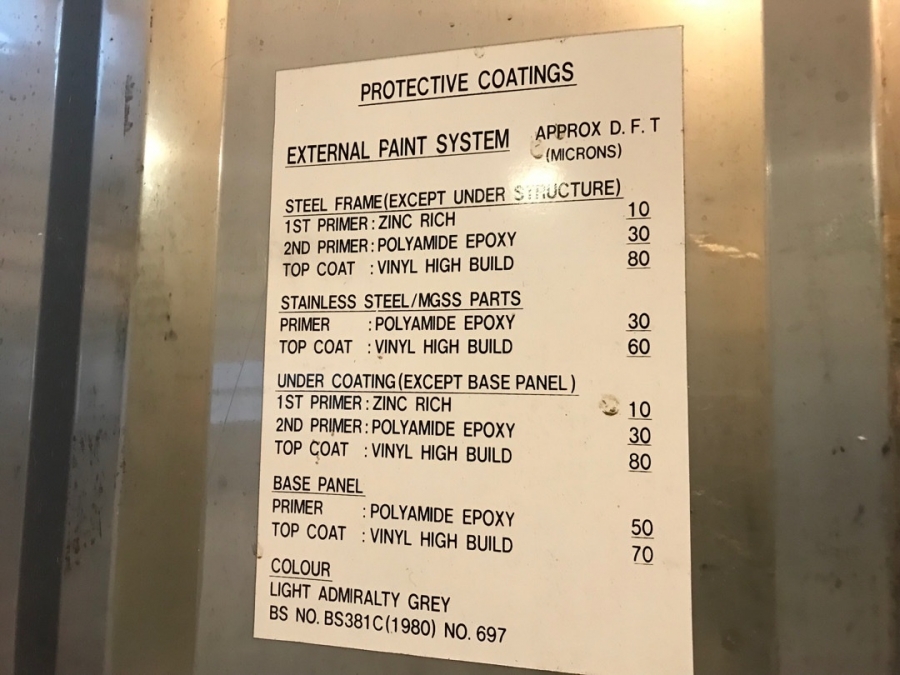 PROTECTIVE COATINGS
EXTERNAL PAINT SYSTEM APPROX D. F. T
(MICRONS)
STEEL FRAME(EXCEPT UNDER STRUCTURE)
1ST PRIMER : ZINC RICH 10
2ND PRIMER : POLYAMIDE EPOXY 30
TOP COAT : VINYL HIGH BUILD 80
STAINLESS STEEL/MGSS PARTS
PRIMER : POLYAMIDE EPOXY 30
TOP COAT : VINYL HIGH BUILD 60
UNDER COATING(EXCEPT BASE PANEL)
1ST PRIMER : ZINC RICH 10
2ND PRIMER : POLYAMIDE EPOXY 30
TOP COAT : VINYL HIGH BUILD 80
BASE PANEL
PRIMER : POLYAMIDE EPOXY 50
TOP COAT : VINYL HIGH BUILD 70
COLOUR
LIGHT ADMIRALTY GREY
BS NO. BS381C(1980) NO. 697